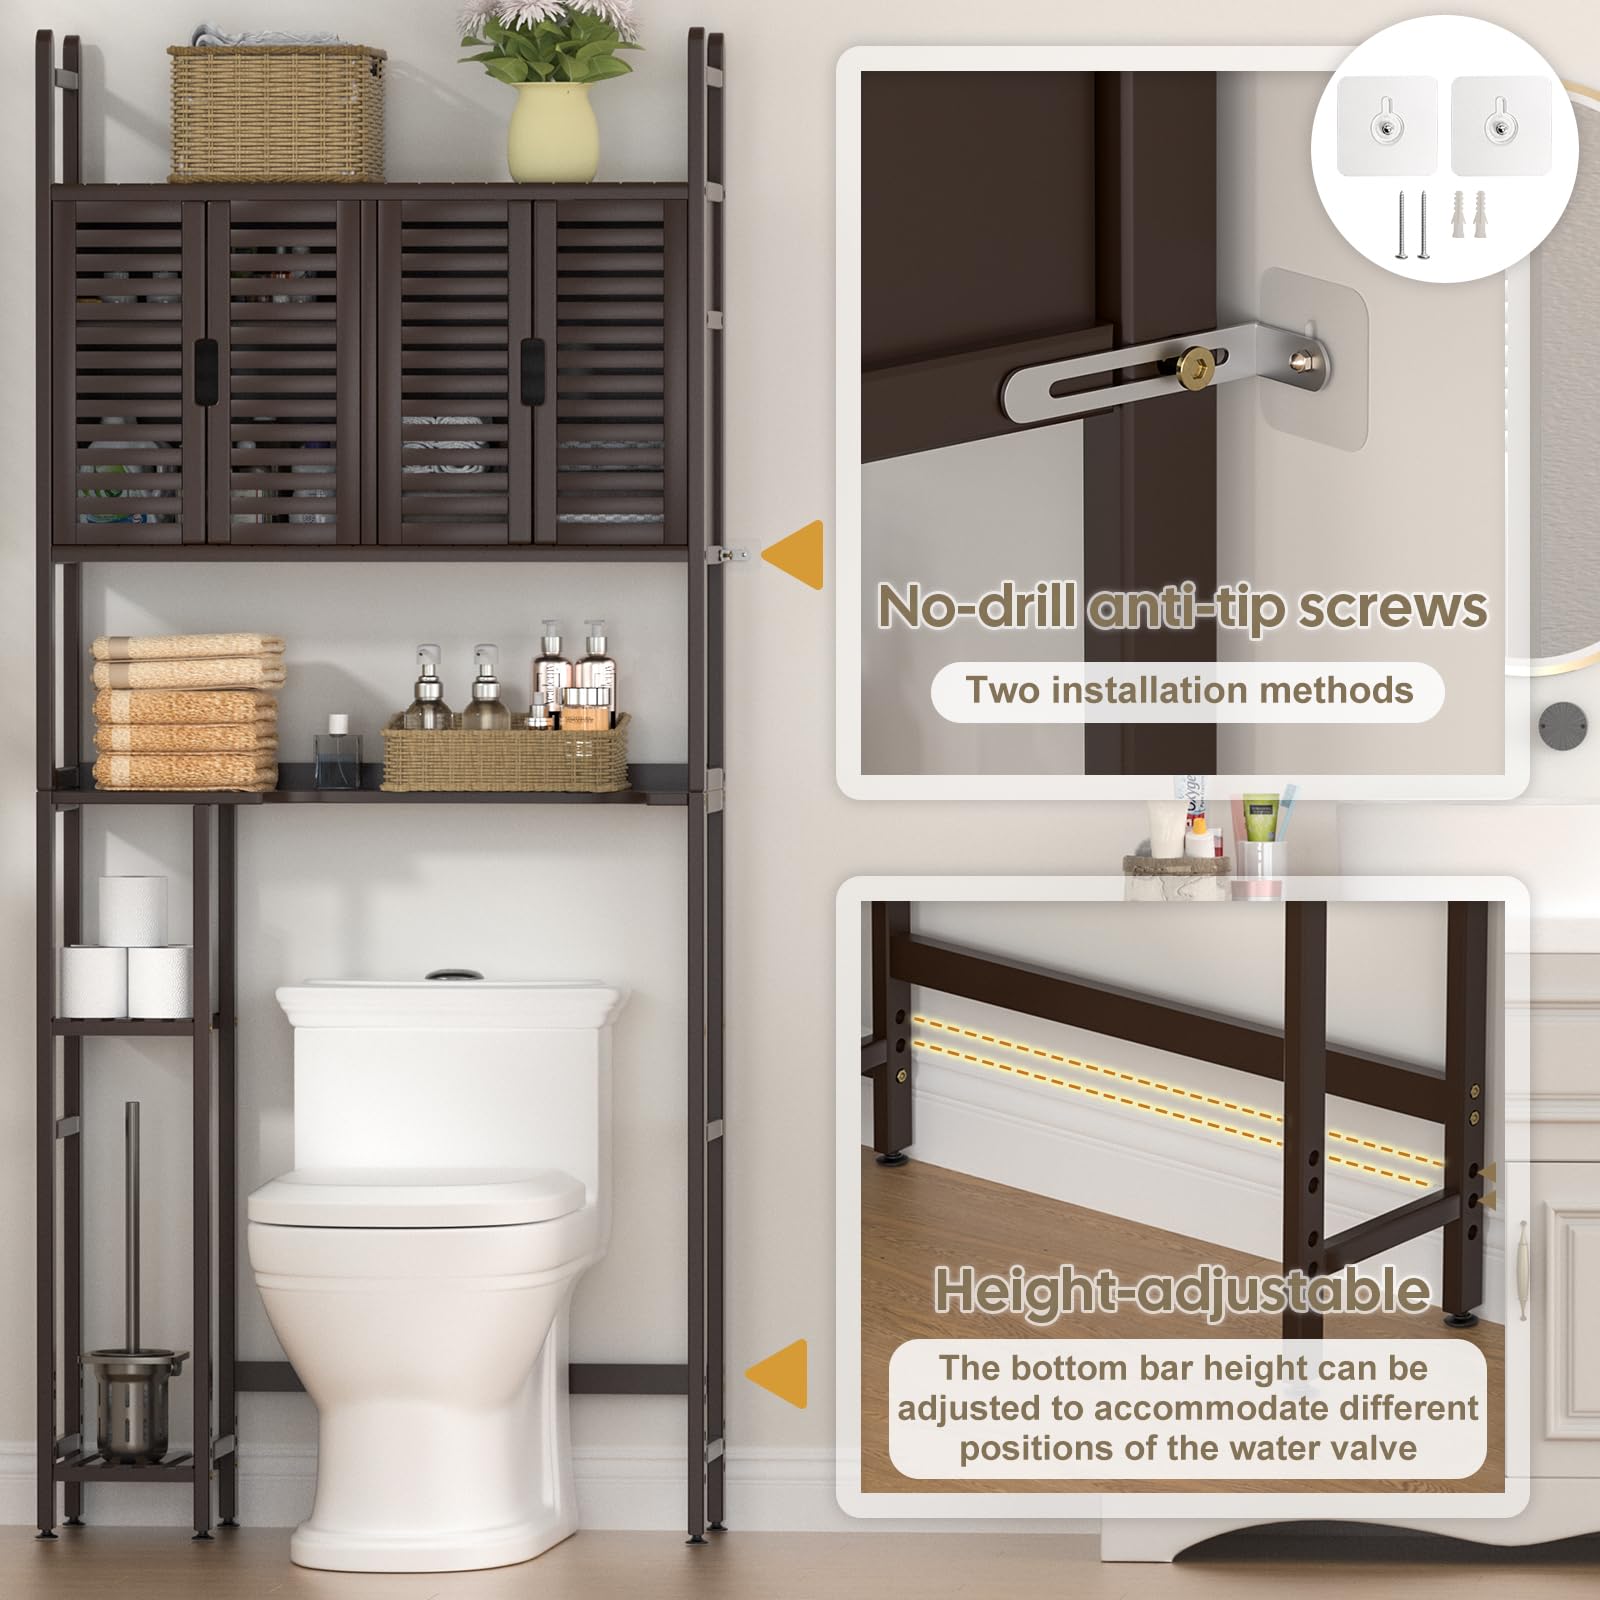 No-drill anti-tip screws
Two installation methods
Height-adjustable
The bottom bar height can be
adjusted to accommodate different
positions of the water valve